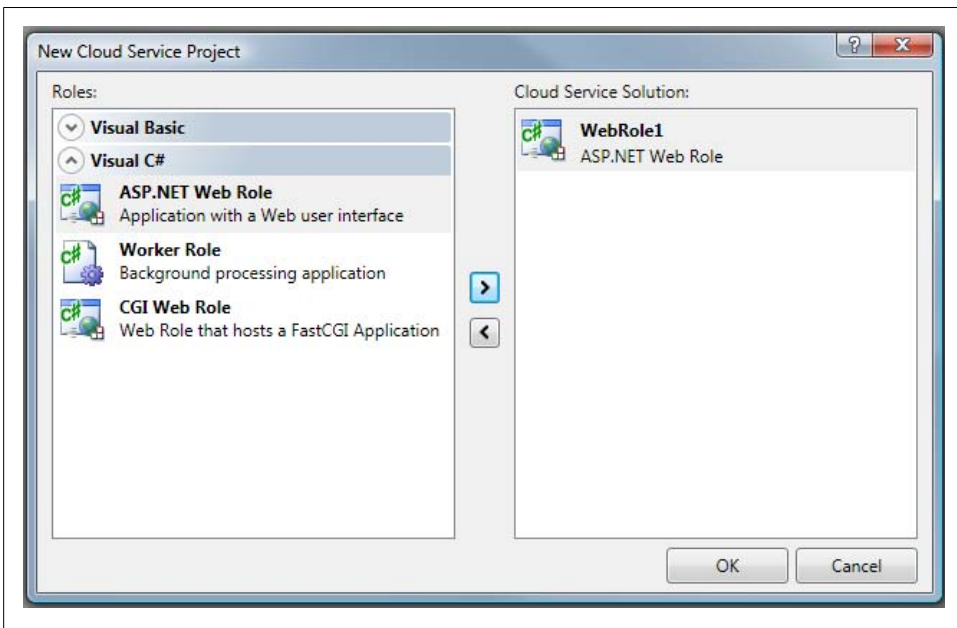 New Cloud Service Project
?
X
Roles:
Visual Basic
Visual C#
C#
ASP.NET Web Role
Application with a Web user interface
C#
Worker Role
Background processing application
C#
CGI Web Role
Web Role that hosts a FastCGI Application
>
<
Cloud Service Solution:
C#
WebRole1
ASP.NET Web Role
OK
Cancel